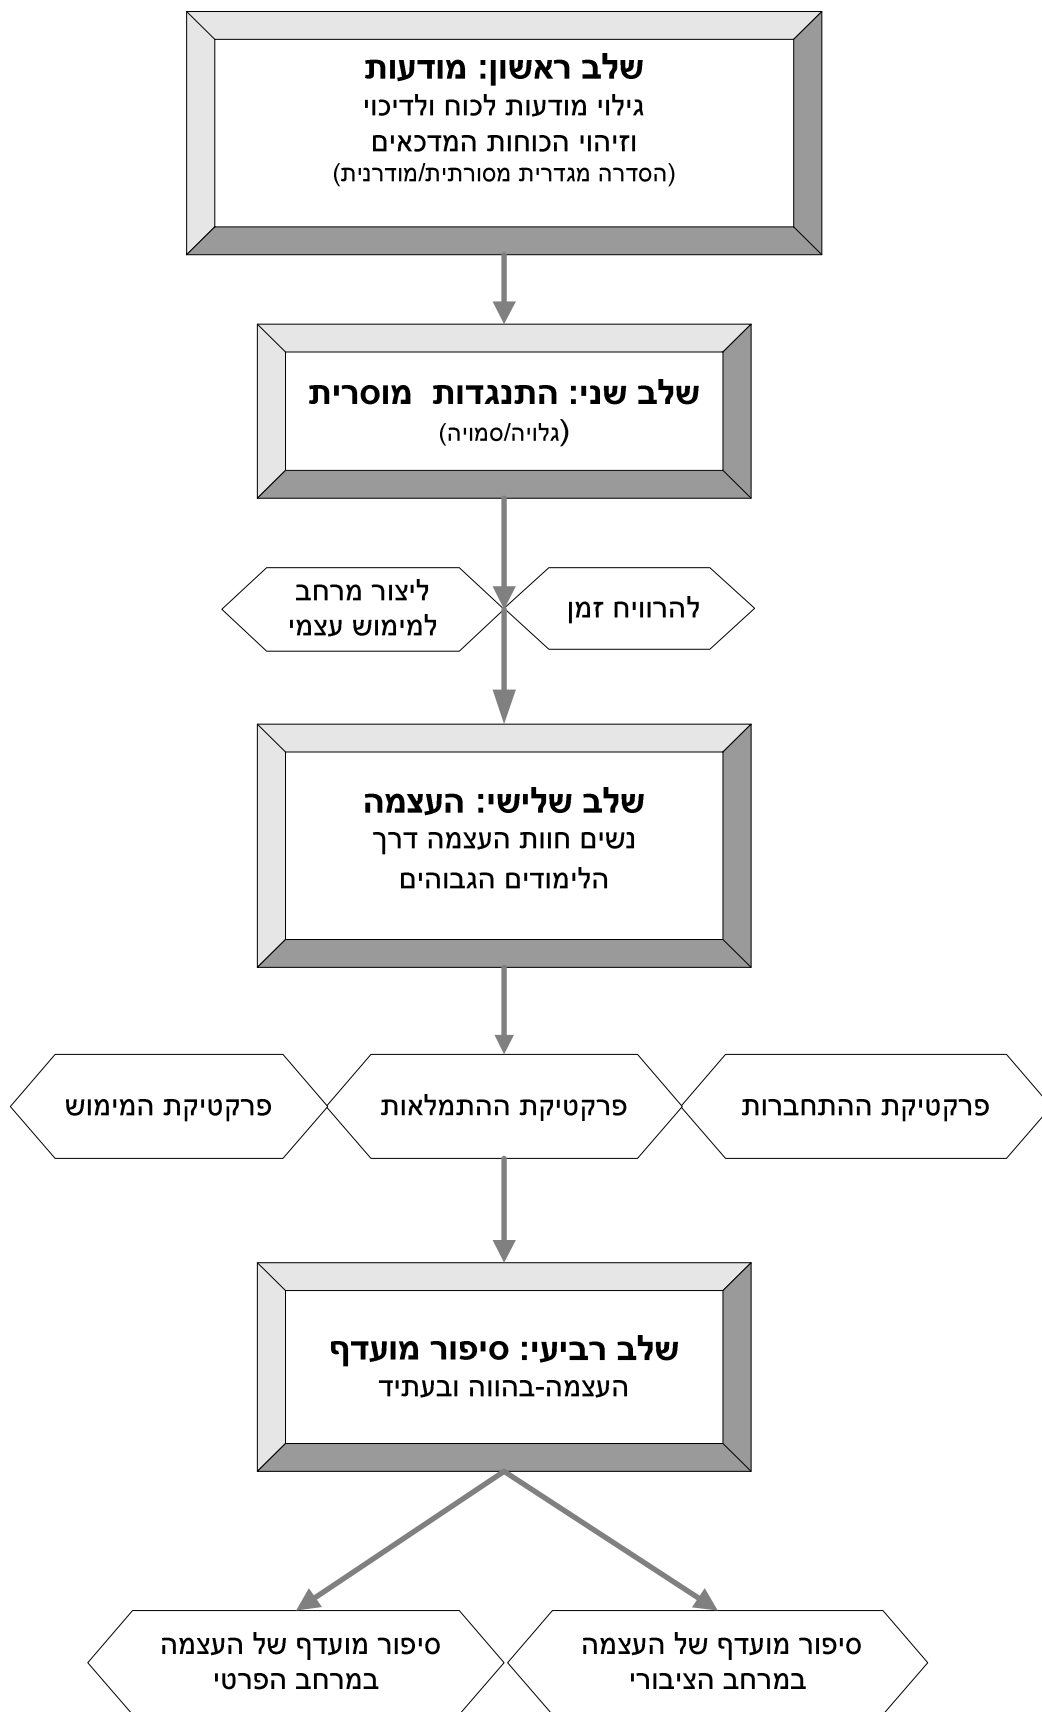 שלב ראשון: מודעות
גילוי מודעות לכוח ולדיכוי
וזיהוי הכוחות המדכאים
(הסדרה מגדרית מסורתית/מודרנית)
שלב שני: התנגדות מוסרית
(גלויה/סמויה)
להרוויח זמן
ליצור מרחב
למימוש עצמי
שלב שלישי: העצמה
נשים חוות העצמה דרך
הלימודים הגבוהים
פרקטיקת ההתחברות
פרקטיקת ההתמלאות
פרקטיקת המימוש
שלב רביעי: סיפור מועדף
העצמה-בהווה ובעתיד
סיפור מועדף של העצמה
במרחב הציבורי
סיפור מועדף של העצמה
במרחב הפרטי